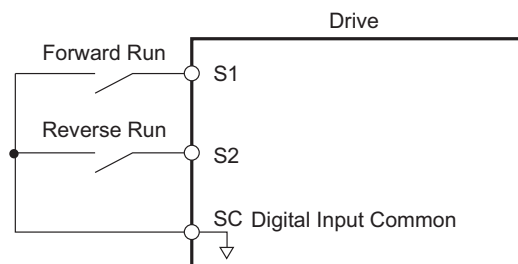 Drive
Forward Run
S1
Reverse Run
S2
SC Digital Input Common